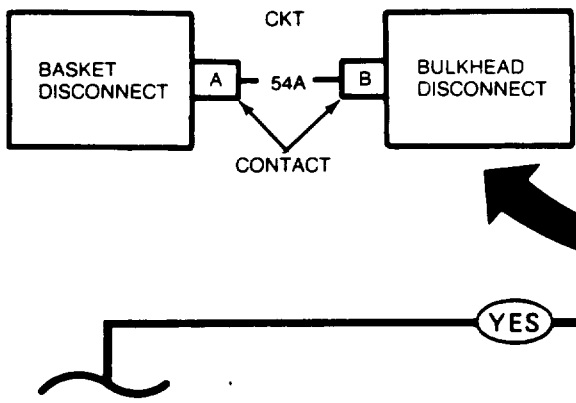 CKT
BASKET
DISCONNECT
A
54A
B
BULKHEAD
DISCONNECT
CONTACT
YES